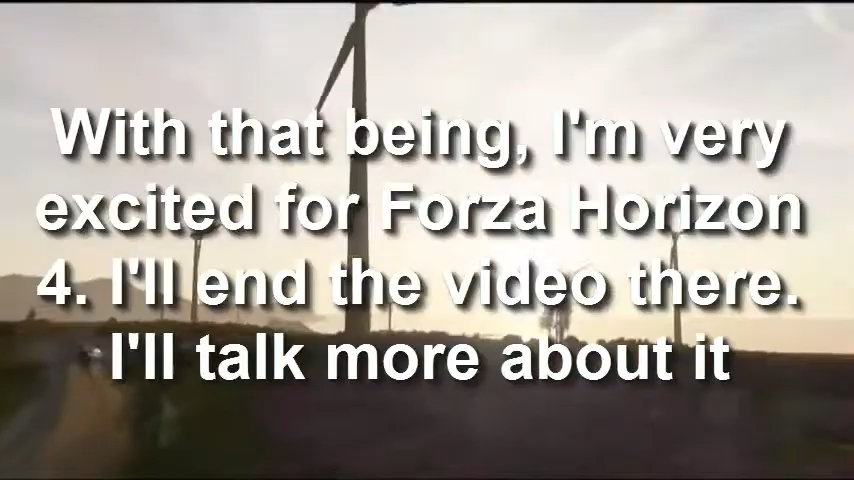 With that being, I'm very
excited for Forza Horizon
4. I'll end the video there.
I'll talk more about it